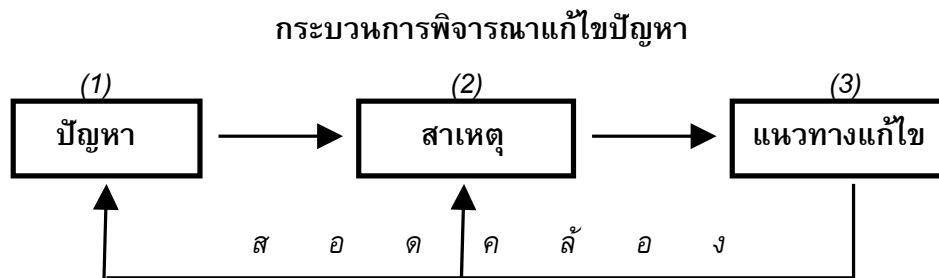 กระบวนการพิจารณาแก้ไขปัญหา
(1) (2) (3)
ปัญหา สาเหตุ แนวทางแก้ไข
ส อ ด ค ล้ อ ง